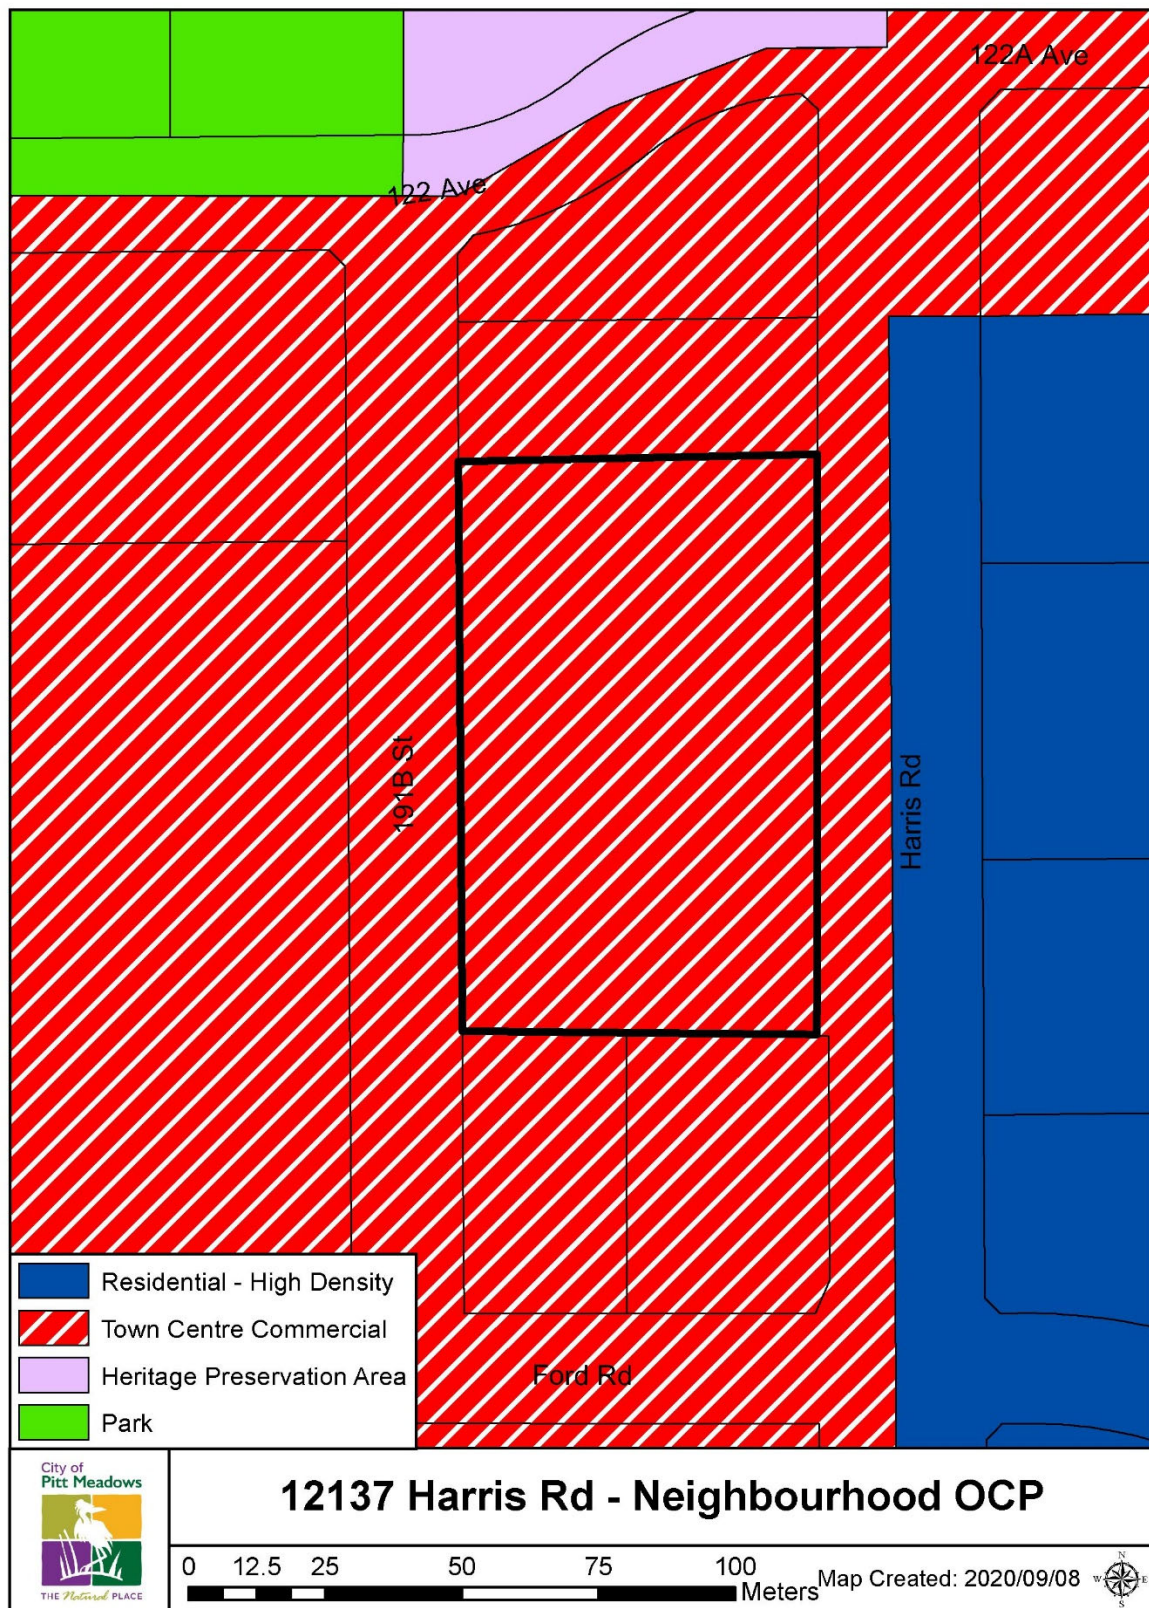 122A Ave
122 Ave
191B St
Harris Rd
Ford Rd
Residential - High Density
Town Centre Commercial
Heritage Preservation Area
Park
City of
Pitt Meadows
THE Natural PLACE
12137 Harris Rd - Neighbourhood OCP
0 12.5 25 50 75 100
Meters
Map Created: 2020/09/08
N
W E
S